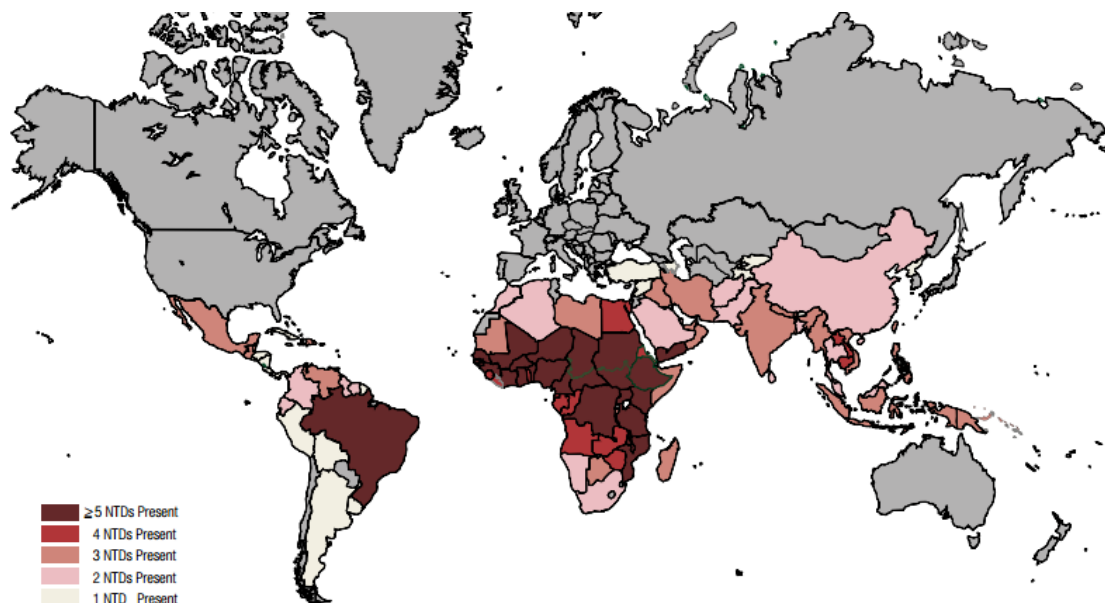 ≥5 NTDs Present
4 NTDs Present
3 NTDs Present
2 NTDs Present
1 NTD Present